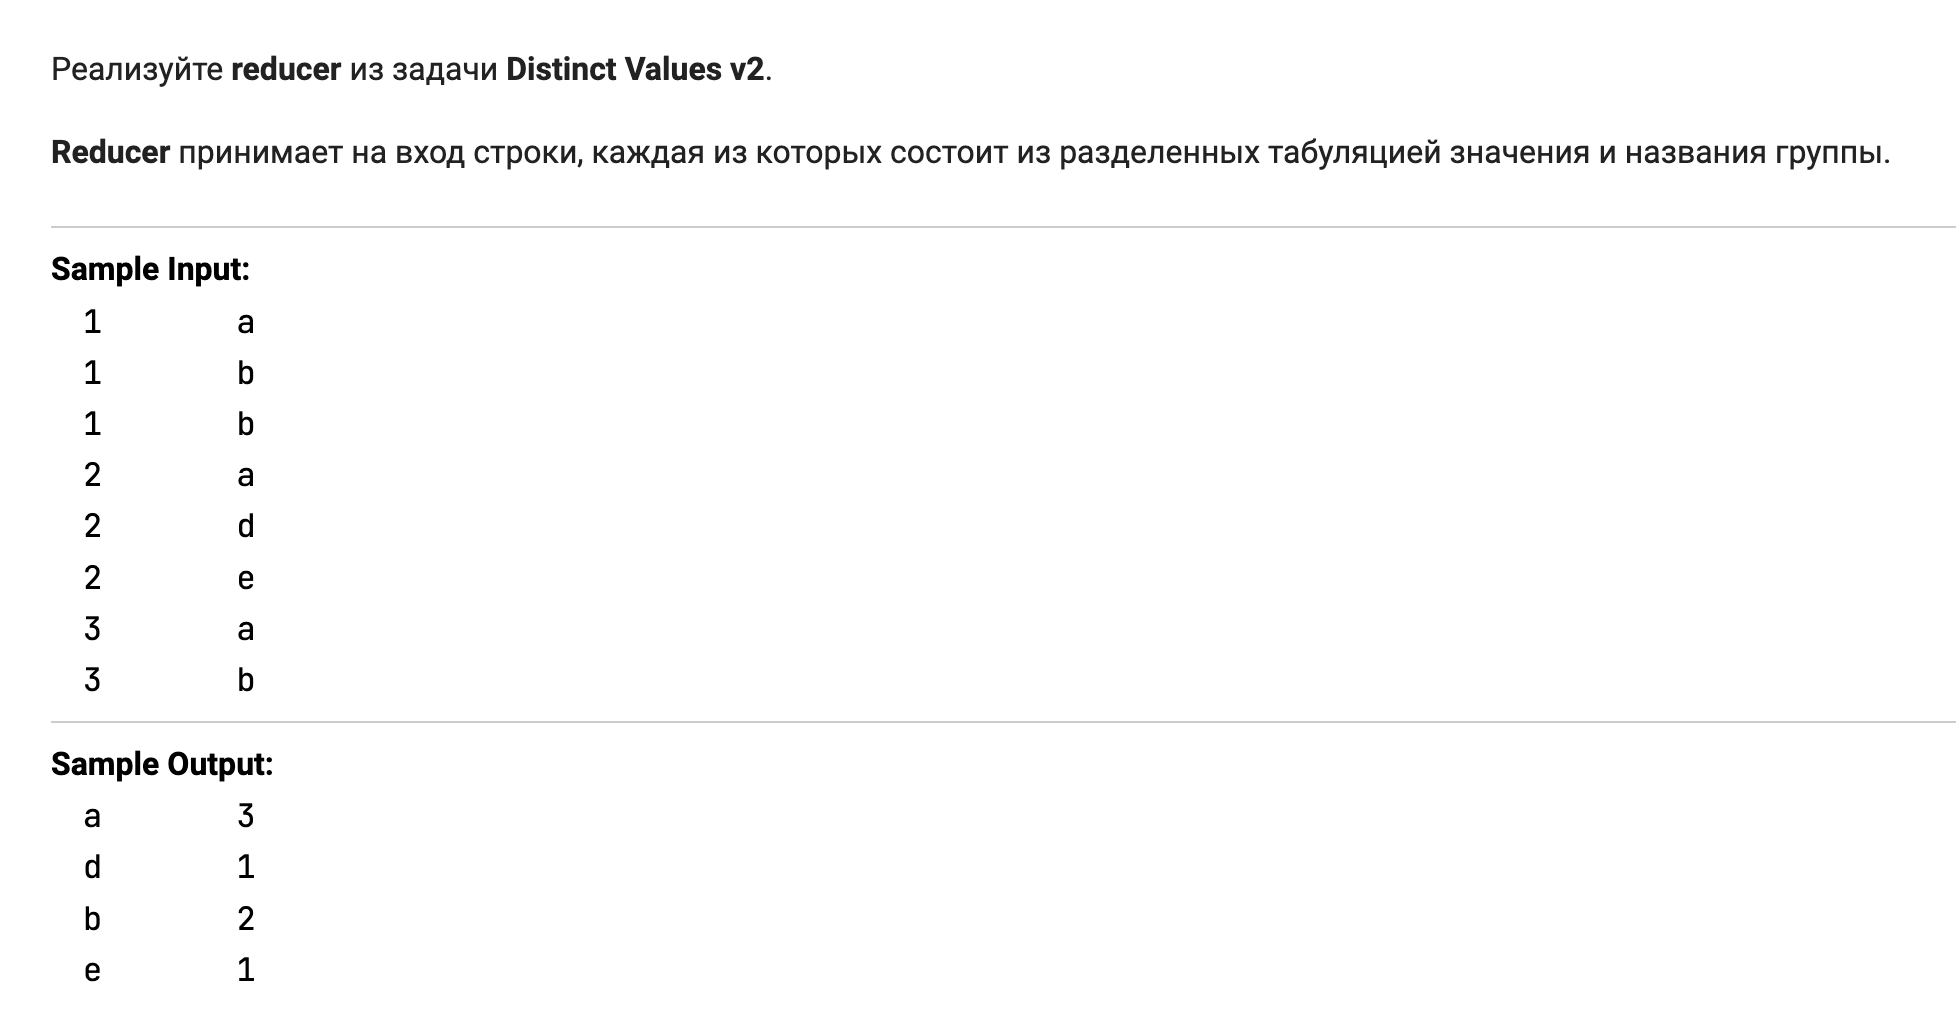 Реализуйте reducer из задачи Distinct Values v2.
Reducer принимает на вход строки, каждая из которых состоит из разделенных табуляцией значения и названия группы.
Sample Input:
1 a
1 b
1 b
2 a
2 d
2 e
3 a
3 b
Sample Output:
a 3
d 1
b 2
e 1